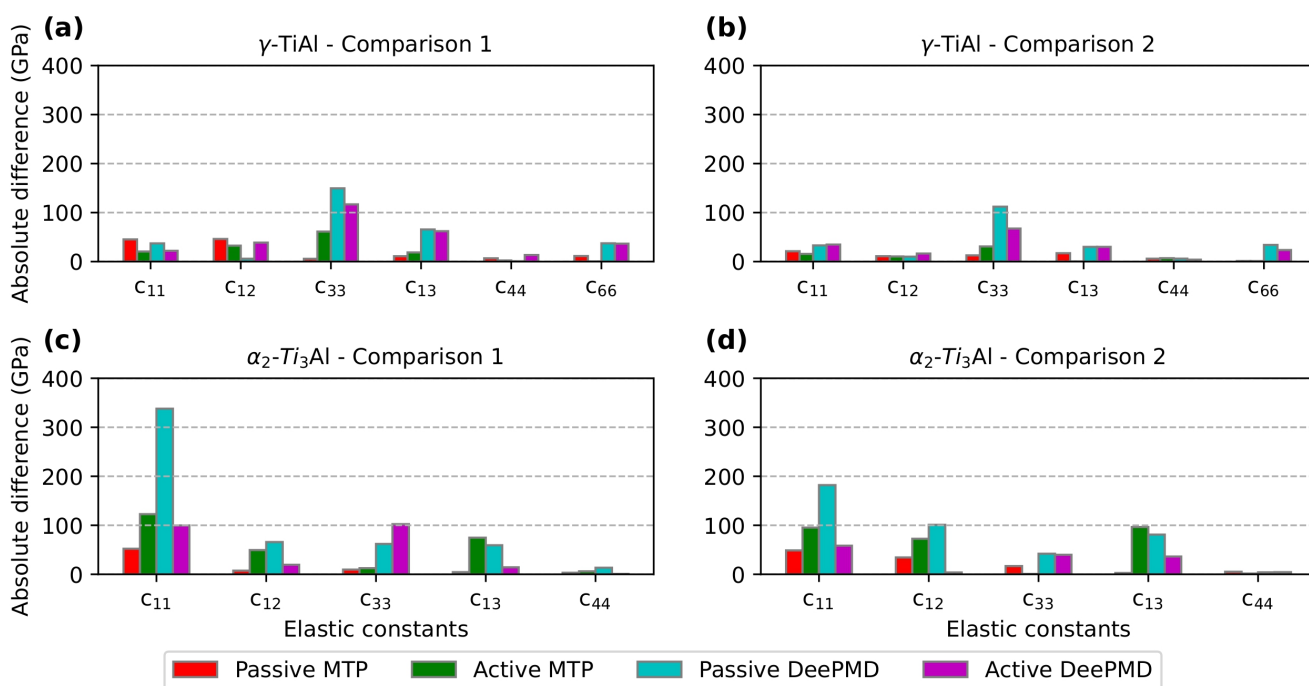 (a)
γ-TiAl - Comparison 1
Absolute difference (GPa)
400
300
200
100
0
c₁₁ c₁₂ c₃₃ c₁₃ c₄₄ c₆₆
(b)
γ-TiAl - Comparison 2
400
300
200
100
0
c₁₁ c₁₂ c₃₃ c₁₃ c₄₄ c₆₆
(c)
α₂-Ti₃Al - Comparison 1
Absolute difference (GPa)
400
300
200
100
0
c₁₁ c₁₂ c₃₃ c₁₃ c₄₄
Elastic constants
(d)
α₂-Ti₃Al - Comparison 2
400
300
200
100
0
c₁₁ c₁₂ c₃₃ c₁₃ c₄₄
Elastic constants
Passive MTP Active MTP Passive DeePMD Active DeePMD